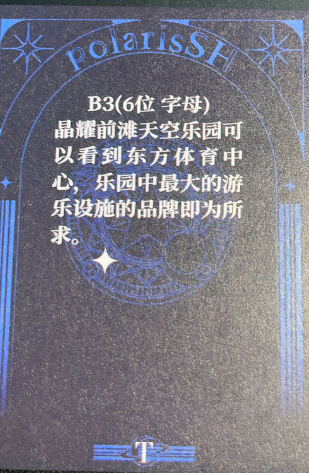 polarisSH
B3(6位 字母)
晶耀前滩天空乐园可
以看到东方体育中
心，乐园中最大的游
乐设施的品牌即为所
求。
T